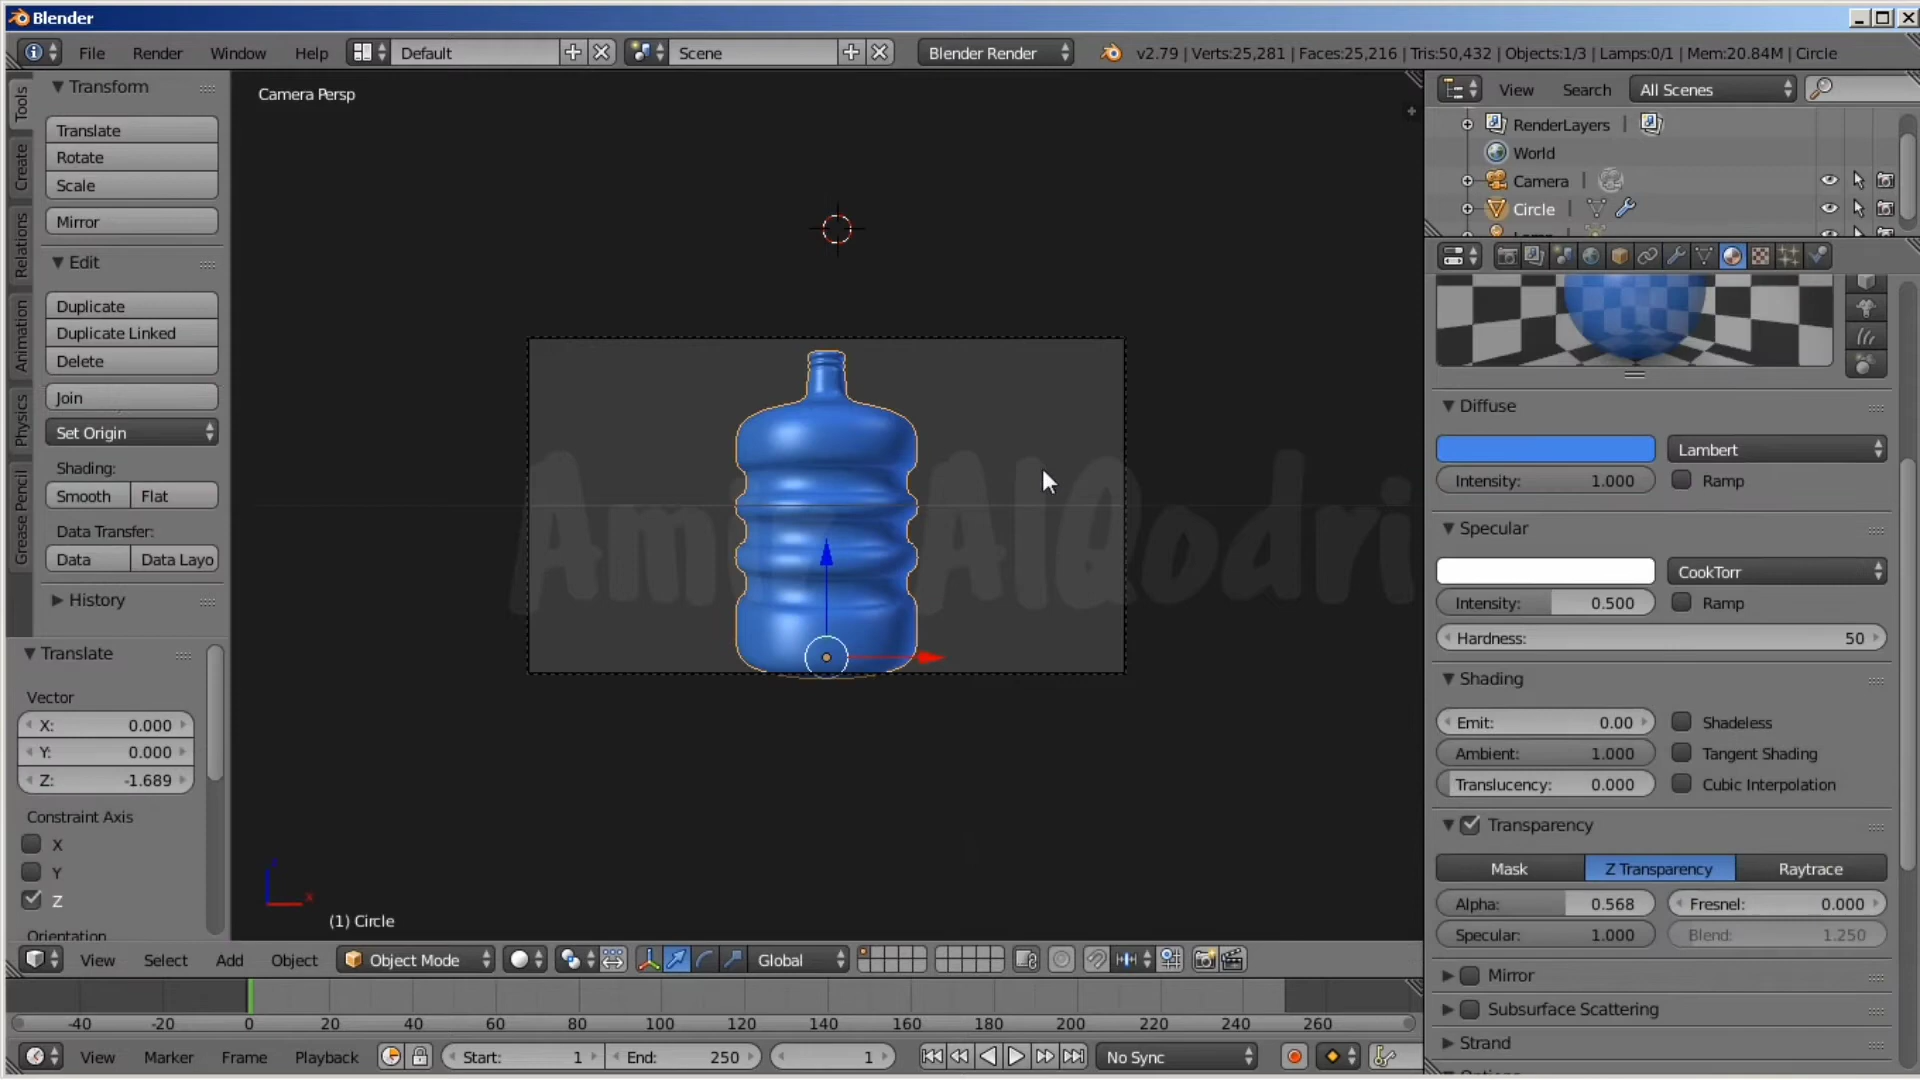 Blender
File Render Window Help Default Scene Blender Render v2.79 | Verts:25,281 | Faces:25,216 | Tris:50,432 | Objects:1/3 | Lamps:0/1 | Mem:20.84M | Circle
Tools
Create
Relations
Animation
Physics
Grease Pencil
Transform
Translate
Rotate
Scale
Mirror
Edit
Duplicate
Duplicate Linked
Delete
Join
Set Origin
Shading:
Smooth Flat
Data Transfer:
Data Data Layo
History
Translate
Vector
X: 0.000
Y: 0.000
Z: -1.689
Constraint Axis
X
Y
Z
Orientation
Camera Persp
(1) Circle
View Search All Scenes
RenderLayers
World
Camera
Circle
Lamp
Diffuse
Lambert
Intensity: 1.000 Ramp
Specular
CookTorr
Intensity: 0.500 Ramp
Hardness: 50
Shading
Emit: 0.00 Shadeless
Ambient: 1.000 Tangent Shading
Translucency: 0.000 Cubic Interpolation
Transparency
Mask Z Transparency Raytrace
Alpha: 0.568 Fresnel: 0.000
Specular: 1.000 Blend: 1.250
Mirror
Subsurface Scattering
Strand
View Select Add Object Object Mode Global
-40 -20 0 20 40 60 80 100 120 140 160 180 200 220 240 260
View Marker Frame Playback Start: 1 End: 250 1 No Sync